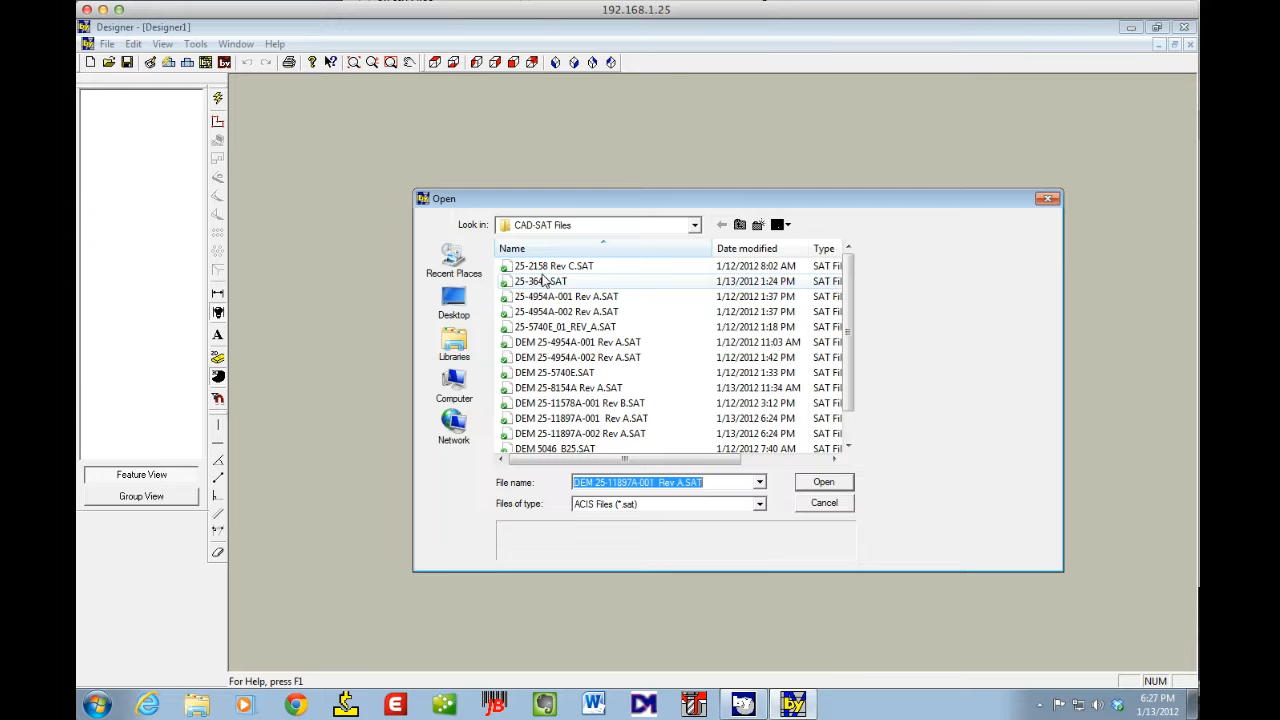 192.168.1.25
Designer - [Designer1]
File Edit View Tools Window Help
Open
Look in: CAD-SAT Files
Name Date modified Type
Recent Places
Desktop
Libraries
Computer
Network
25-2158 Rev C.SAT 1/12/2012 8:02 AM SAT Fil
.SAT 1/13/2012 1:24 PM SAT Fil
25-4954A-001 Rev A.SAT 1/12/2012 1:37 PM SAT Fil
25-4954A-002 Rev A.SAT 1/12/2012 1:37 PM SAT Fil
25-5740E_01_REV_A.SAT 1/12/2012 1:18 PM SAT Fil
DEM 25-4954A-001 Rev A.SAT 1/12/2012 11:03 AM SAT Fil
DEM 25-4954A-002 Rev A.SAT 1/12/2012 1:42 PM SAT Fil
DEM 25-5740E.SAT 1/12/2012 1:33 PM SAT Fil
DEM 25-8154A Rev A.SAT 1/13/2012 11:34 AM SAT Fil
DEM 25-11578A-001 Rev B.SAT 1/12/2012 3:12 PM SAT Fil
DEM 25-11897A-001  Rev A.SAT 1/13/2012 6:24 PM SAT Fil
DEM 25-11897A-002 Rev A.SAT 1/13/2012 6:24 PM SAT Fil
DEM 5046_B25.SAT 1/12/2012 7:40 AM SAT Fil
File name: DEM 25-11897A-001  Rev A.SAT Open
Files of type: ACIS Files (*.sat) Cancel
Feature View
Group View
For Help, press F1
NUM
6:27 PM
1/13/2012